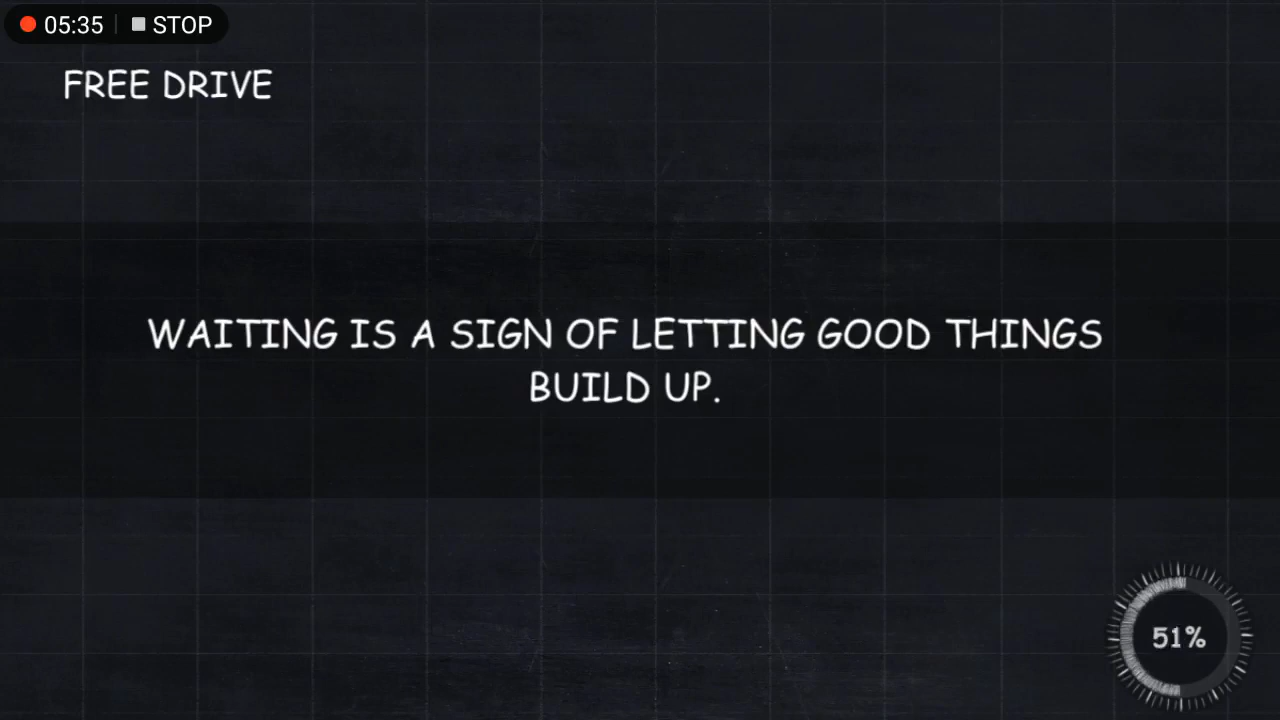 05:35 STOP
FREE DRIVE
WAITING IS A SIGN OF LETTING GOOD THINGS
BUILD UP.
51%